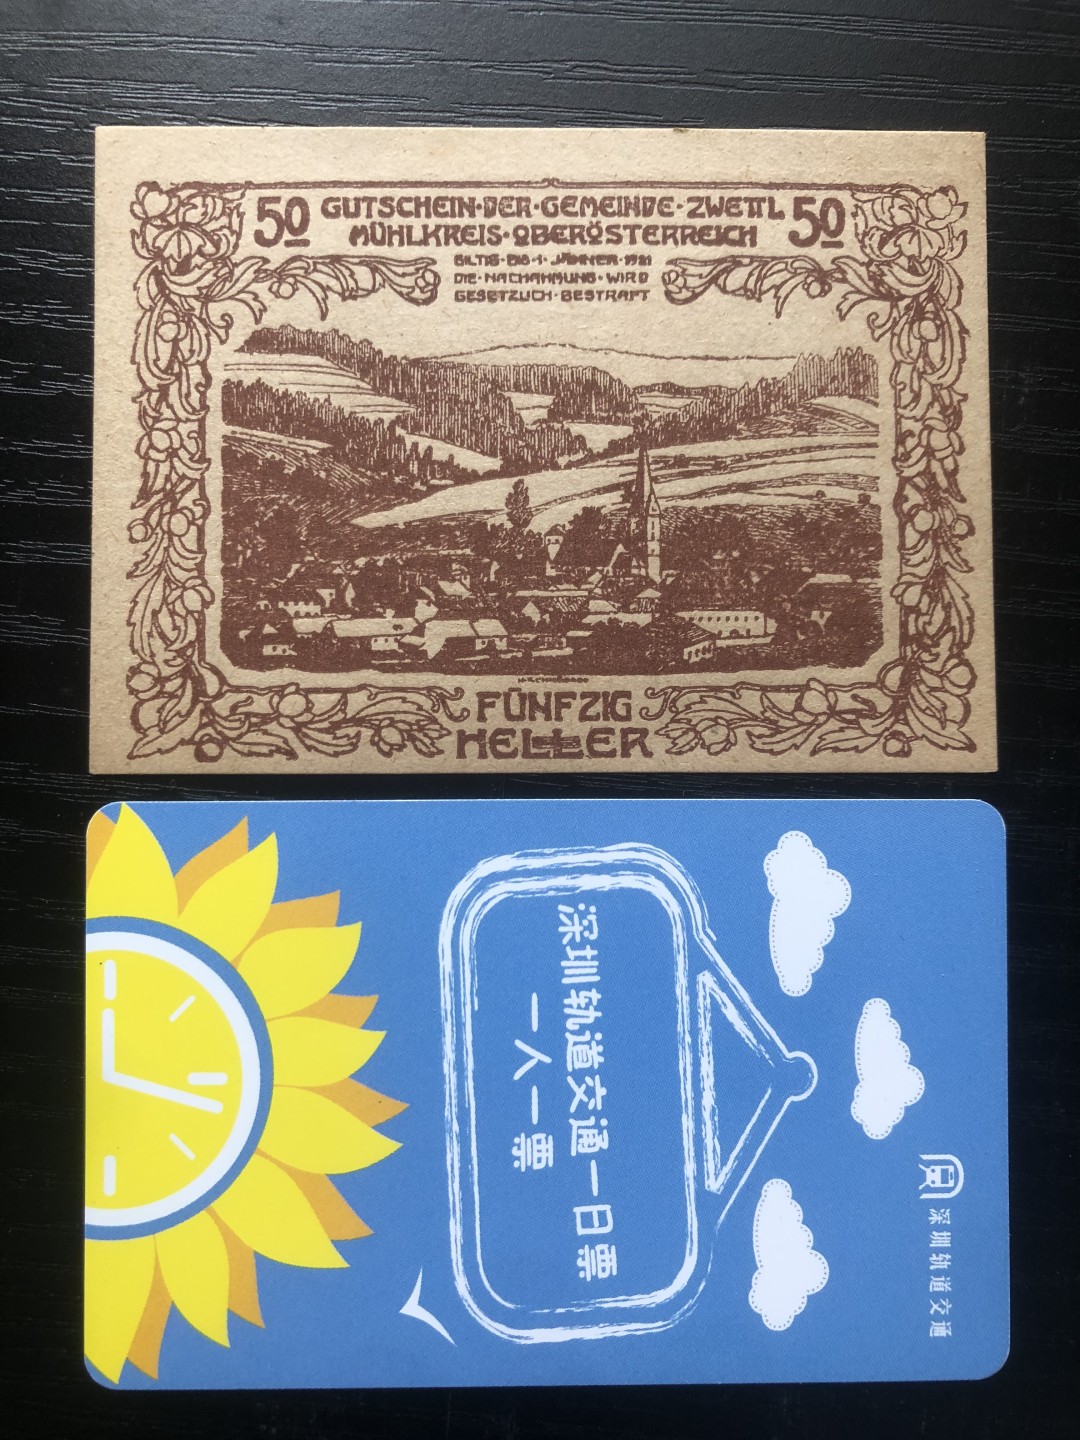 50 GUTSCHEIN·DER·GEMEINDE·ZWETTL 50
MÜHLKREIS·OBERÖSTERREICH
GILTIG·BIS·1·JÄNNER·1921
DIE·NACHAHMUNG·WIRD
GESETZLICH·BESTRAFT
FÜNFZIG
HELLER
深圳轨道交通一日票
一人一票
深圳轨道交通